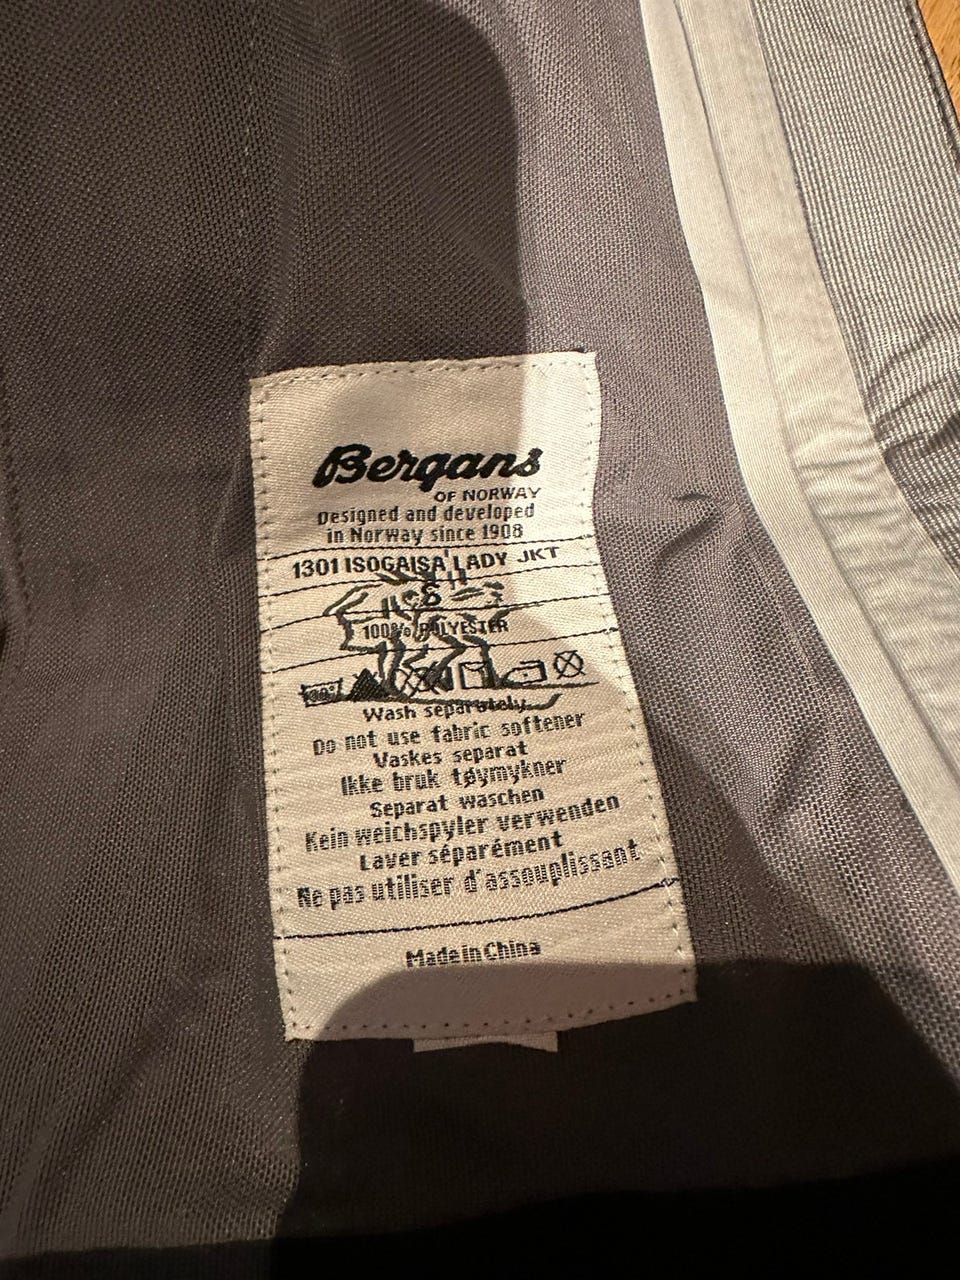 Bergans
OF NORWAY
Designed and developed
in Norway since 1908
1301 ISOGAISA LADY JKT
S
100% POLYESTER
Wash separately
Do not use fabric softener
Vaskes separat
Ikke bruk tøymykner
Separat waschen
Kein weichspyler verwenden
Laver séparément
Ne pas utiliser d'assouplissant
Made in China